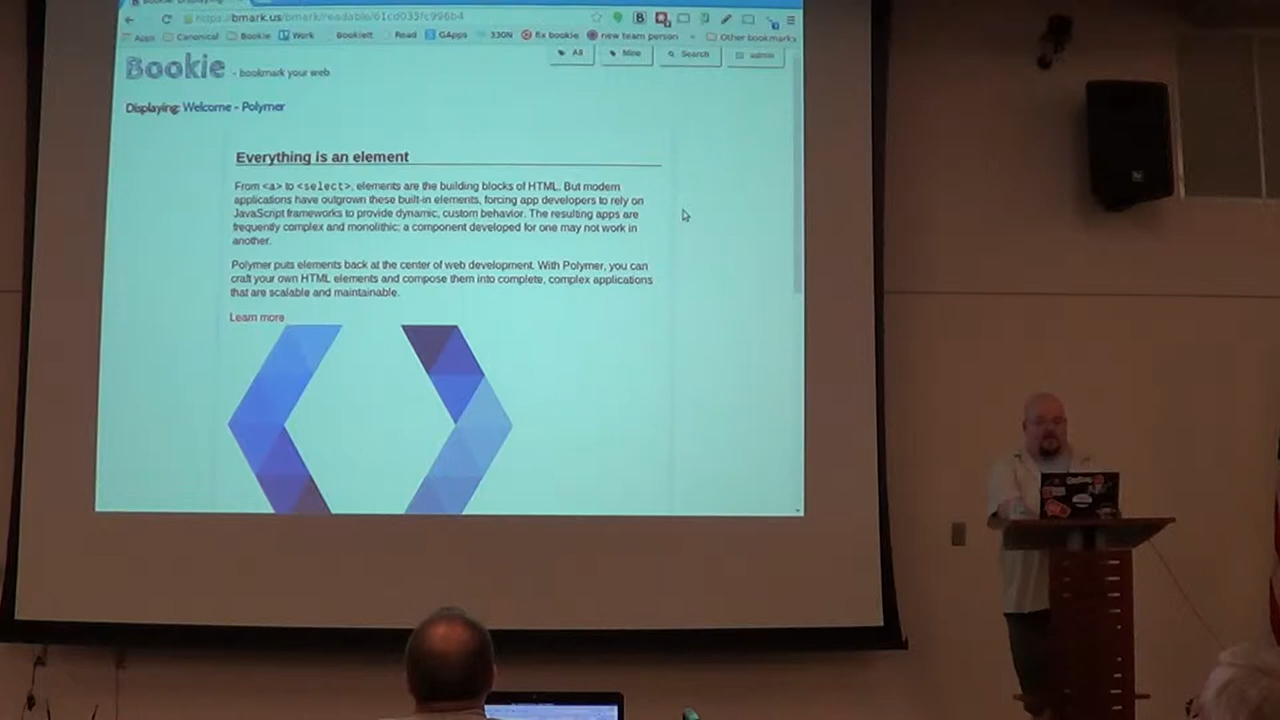 Bookie: Displaying:
https://bmark.us/bmark/readable/61cd035fc996b4
Apps Canonical Bookie Work Bookielt Read GApps 330N fix bookie new team person » Other bookmarks
Bookie - bookmark your web
All Mine Search admin
Displaying: Welcome - Polymer
Everything is an element
From <a> to <select>, elements are the building blocks of HTML. But modern
applications have outgrown these built-in elements, forcing app developers to rely on
JavaScript frameworks to provide dynamic, custom behavior. The resulting apps are
frequently complex and monolithic; a component developed for one may not work in
another.
Polymer puts elements back at the center of web development. With Polymer, you can
craft your own HTML elements and compose them into complete, complex applications
that are scalable and maintainable.
Learn more